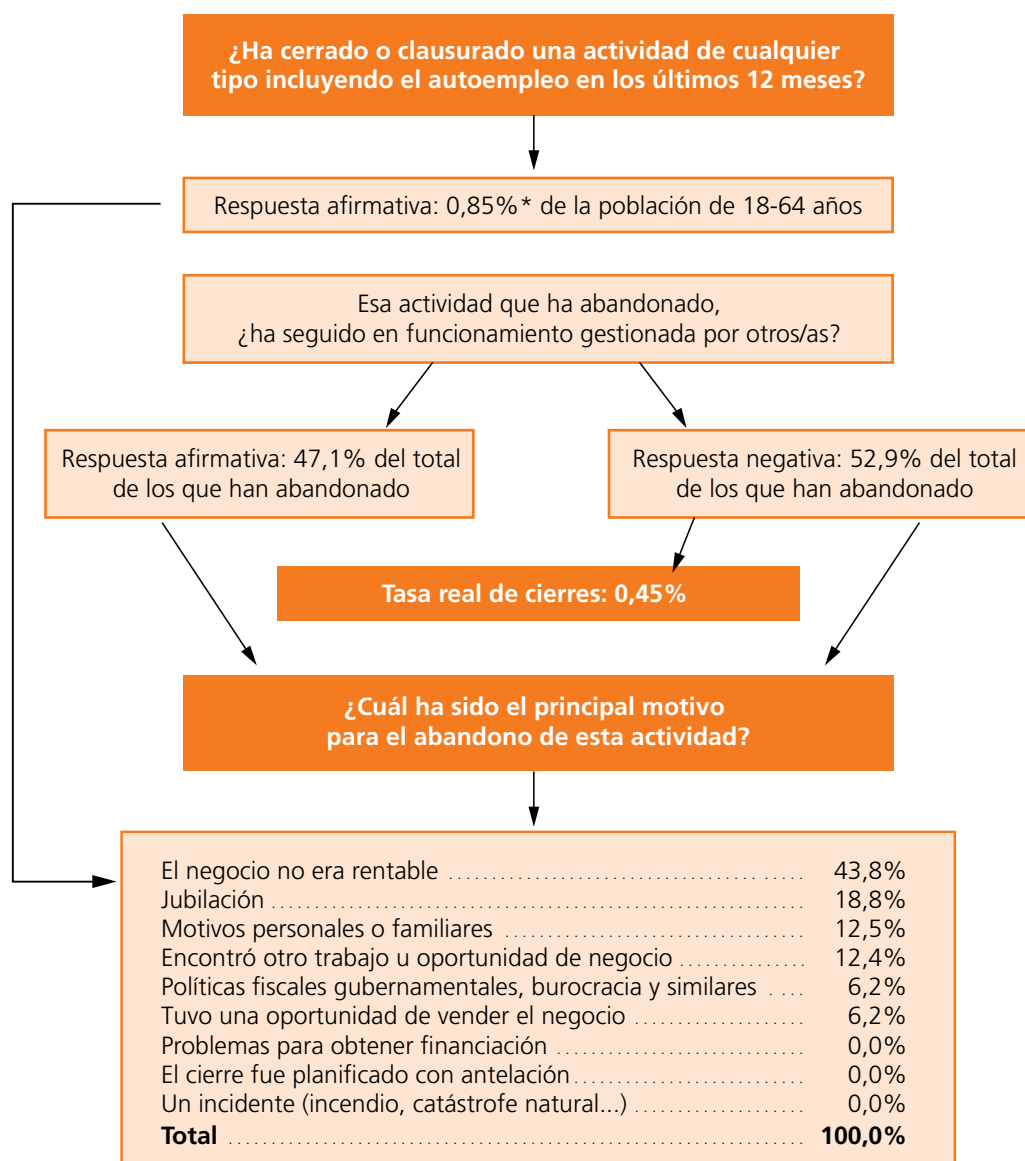 ¿Ha cerrado o clausurado una actividad de cualquier
tipo incluyendo el autoempleo en los últimos 12 meses?
Respuesta afirmativa: 0,85%* de la población de 18-64 años
Esa actividad que ha abandonado,
¿ha seguido en funcionamiento gestionada por otros/as?
Respuesta afirmativa: 47,1% del total
de los que han abandonado
Respuesta negativa: 52,9% del total
de los que han abandonado
Tasa real de cierres: 0,45%
¿Cuál ha sido el principal motivo
para el abandono de esta actividad?
El negocio no era rentable 43,8%
Jubilación 18,8%
Motivos personales o familiares 12,5%
Encontró otro trabajo u oportunidad de negocio 12,4%
Políticas fiscales gubernamentales, burocracia y similares 6,2%
Tuvo una oportunidad de vender el negocio 6,2%
Problemas para obtener financiación 0,0%
El cierre fue planificado con antelación 0,0%
Un incidente (incendio, catástrofe natural...) 0,0%
Total 100,0%